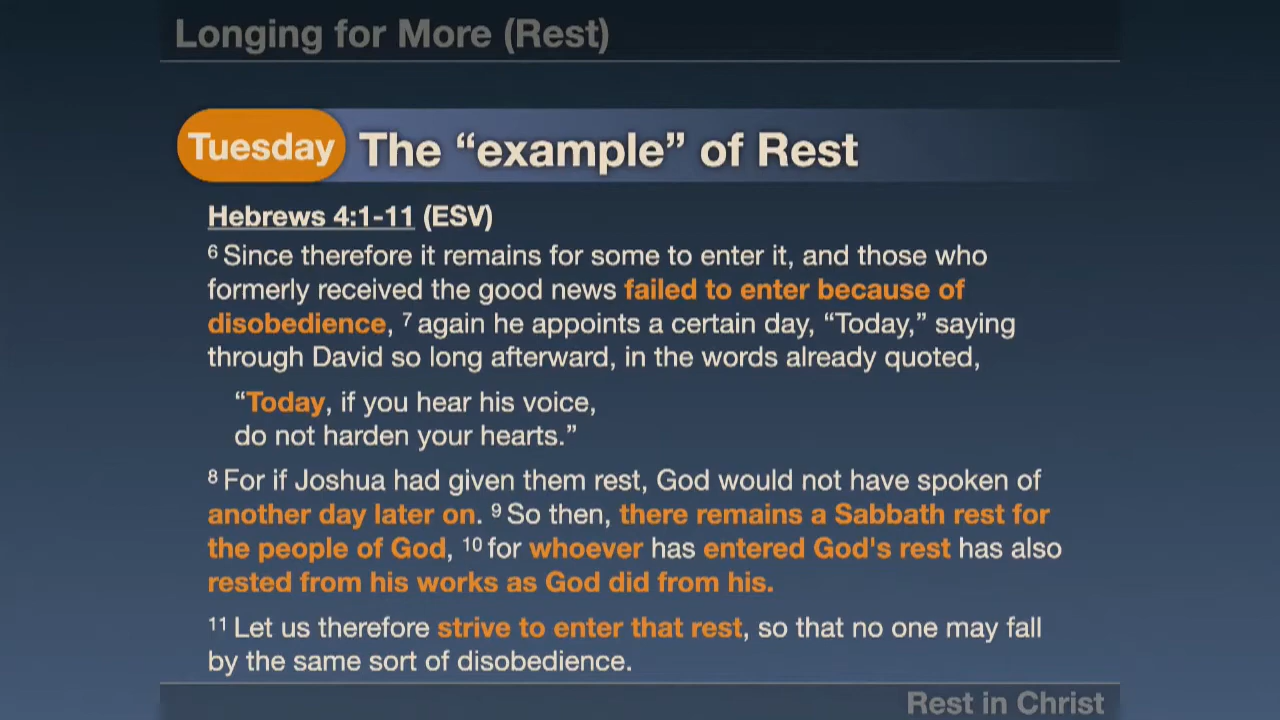 Longing for More (Rest)
Tuesday The “example” of Rest
Hebrews 4:1-11 (ESV)
6 Since therefore it remains for some to enter it, and those who
formerly received the good news failed to enter because of
disobedience, 7 again he appoints a certain day, “Today,” saying
through David so long afterward, in the words already quoted,
“Today, if you hear his voice,
do not harden your hearts.”
8 For if Joshua had given them rest, God would not have spoken of
another day later on. 9 So then, there remains a Sabbath rest for
the people of God, 10 for whoever has entered God's rest has also
rested from his works as God did from his.
11 Let us therefore strive to enter that rest, so that no one may fall
by the same sort of disobedience.
Rest in Christ